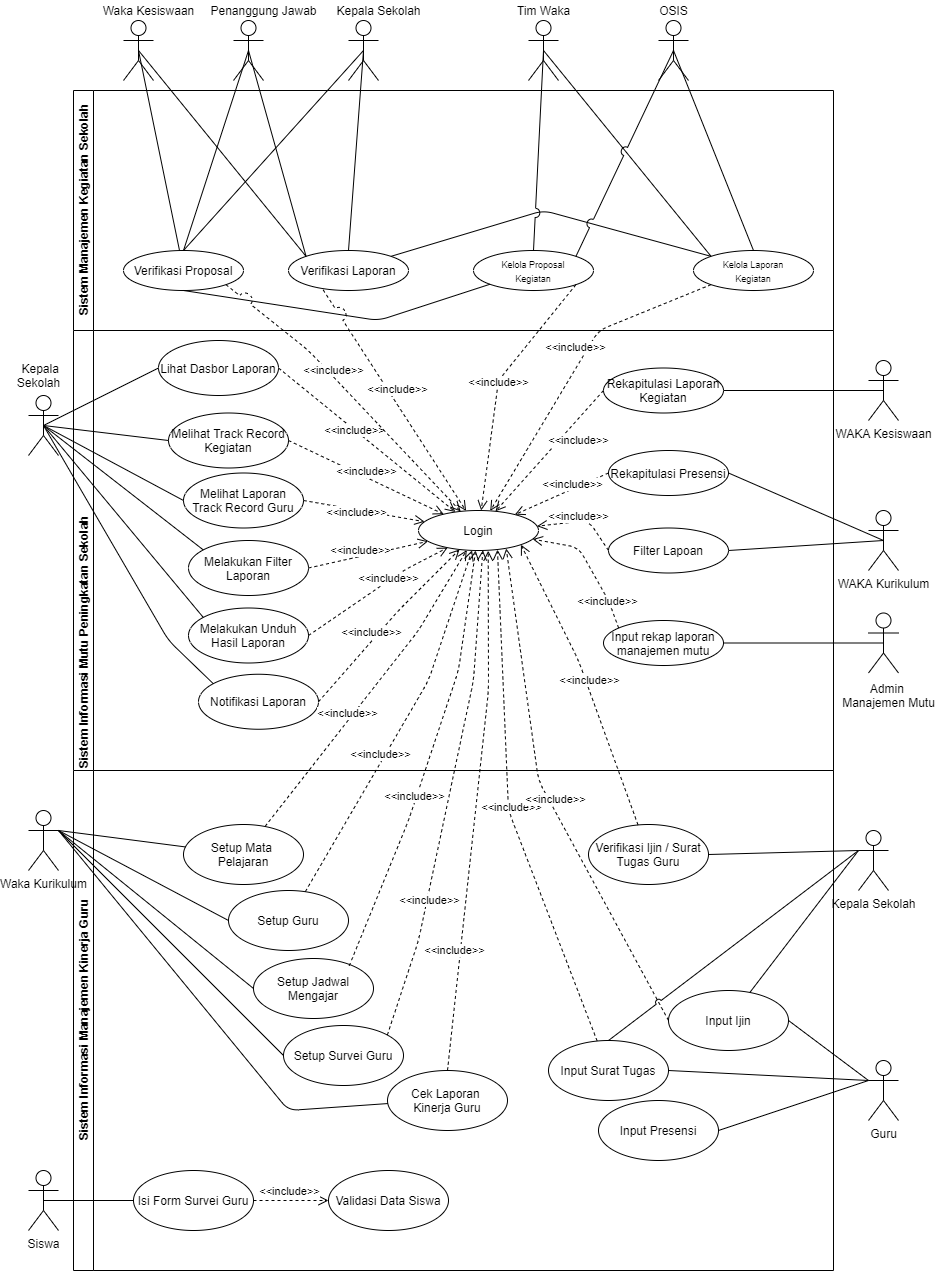 Waka Kesiswaan
Penanggung Jawab
Kepala Sekolah
Tim Waka
OSIS
Sistem Manajemen Kegiatan Sekolah
Verifikasi Proposal
Verifikasi Laporan
Kelola Proposal
Kegiatan
Kelola Laporan
Kegiatan
Sistem Informasi Mutu Peningkatan Sekolah
Kepala
Sekolah
Lihat Dasbor Laporan
<<include>>
<<include>>
<<include>>
<<include>>
Rekapitulasi Laporan
Kegiatan
WAKA Kesiswaan
Melihat Track Record
Kegiatan
<<include>>
<<include>>
<<include>>
Rekapitulasi Presensi
<<include>>
Melihat Laporan
Track Record Guru
<<include>>
Login
<<include>>
Filter Lapoan
WAKA Kurikulum
Melakukan Filter
Laporan
<<include>>
<<include>>
<<include>>
Melakukan Unduh
Hasil Laporan
<<include>>
Input rekap laporan
manajemen mutu
Admin
Manajemen Mutu
Notifikasi Laporan
<<include>>
<<include>>
<<include>>
Sistem Informasi Manajemen Kinerja Guru
<<include>>
<<include>>
<<include>>
Waka Kurikulum
Setup Mata
Pelajaran
Verifikasi Ijin / Surat
Tugas Guru
Kepala Sekolah
Setup Guru
<<include>>
<<include>>
Setup Jadwal
Mengajar
Input Ijin
Setup Survei Guru
Input Surat Tugas
Cek Laporan
Kinerja Guru
Input Presensi
Guru
Siswa
Isi Form Survei Guru
<<include>>
Validasi Data Siswa